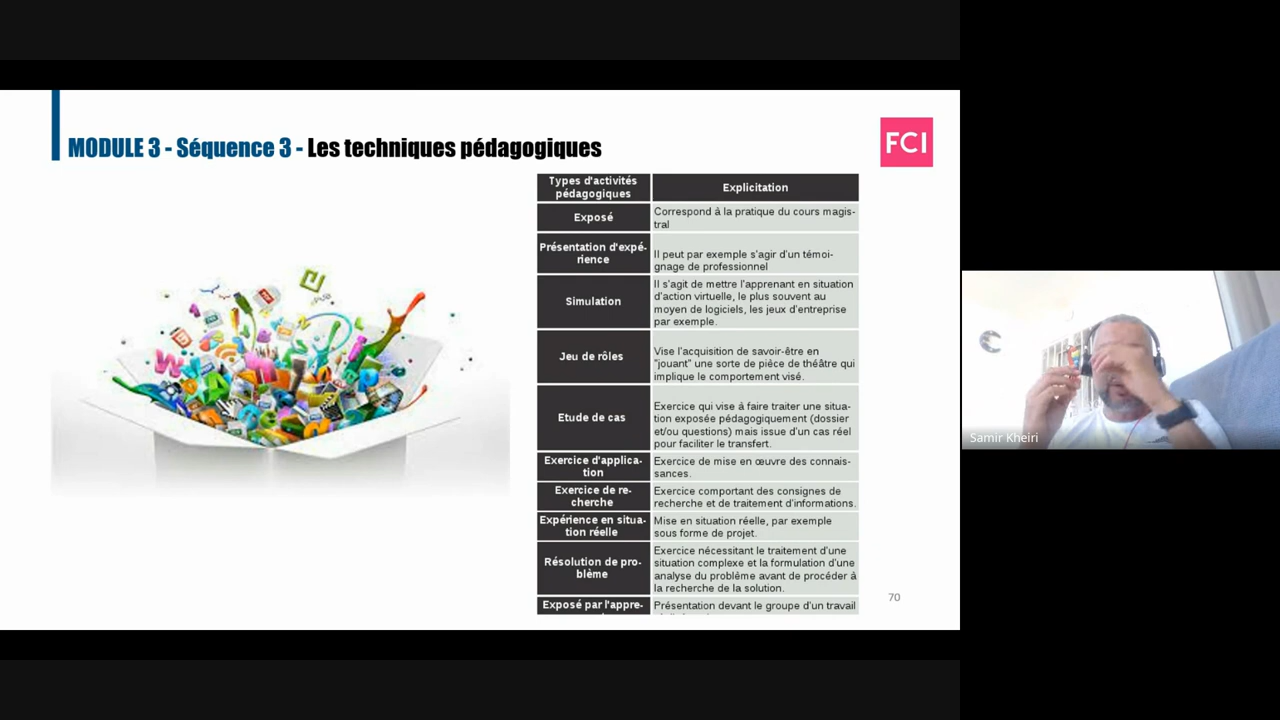 MODULE 3 - Séquence 3 - Les techniques pédagogiques
FCI
Types d'activités
pédagogiques
Explicitation
Exposé
Correspond à la pratique du cours magis-
tral
Présentation d'expé-
rience
Il peut par exemple s'agir d'un témoi-
gnage de professionnel
Simulation
Il s'agit de mettre l'apprenant en situation
d'action virtuelle, le plus souvent au
moyen de logiciels, les jeux d'entreprise
par exemple.
Jeu de rôles
Vise l'acquisition de savoir-être en
"jouant" une sorte de pièce de théâtre qui
implique le comportement visé.
Etude de cas
Exercice qui vise à faire traiter une situa-
tion exposée pédagogiquement (dossier
et/ou questions) mais issue d'un cas réel
pour faciliter le transfert.
Exercice d'applica-
tion
Exercice de mise en œuvre des connais-
sances.
Exercice de re-
cherche
Exercice comportant des consignes de
recherche et de traitement d'informations.
Expérience en situa-
tion réelle
Mise en situation réelle, par exemple
sous forme de projet.
Résolution de pro-
blème
Exercice nécessitant le traitement d'une
situation complexe et la formulation d'une
analyse du problème avant de procéder à
la recherche de la solution.
Exposé par l'appre-
Présentation devant le groupe d'un travail
70
Samir Kheiri